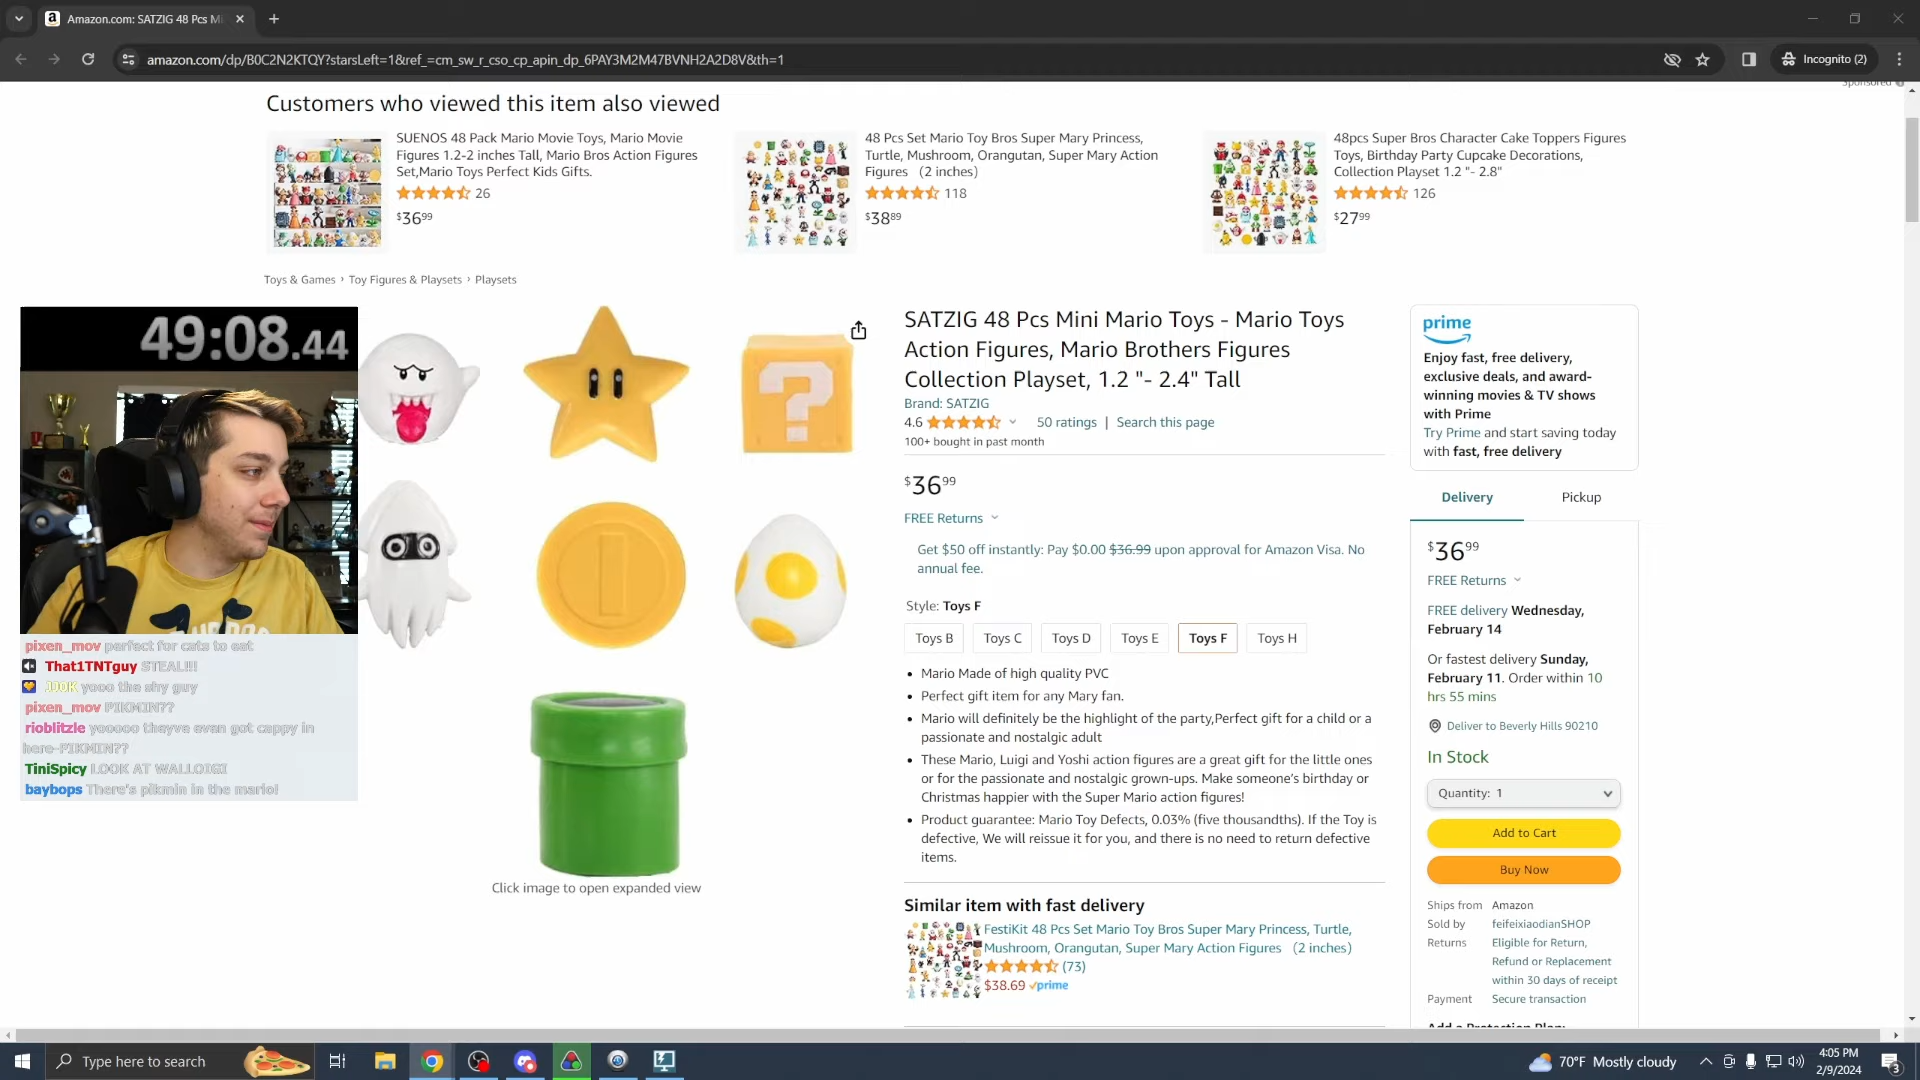 Amazon.com: SATZIG 48 Pcs Mi
amazon.com/dp/B0C2N2KTQY?starsLeft=1&ref_=cm_sw_r_cso_cp_apin_dp_6PAY3M2M47BVNH2A2D8V&th=1
Incognito (2)
Sponsored
Customers who viewed this item also viewed
SUENOS 48 Pack Mario Movie Toys, Mario Movie
Figures 1.2-2 inches Tall, Mario Bros Action Figures
Set,Mario Toys Perfect Kids Gifts.
26
$3699
48 Pcs Set Mario Toy Bros Super Mary Princess,
Turtle, Mushroom, Orangutan, Super Mary Action
Figures （2 inches）
118
$3889
48pcs Super Bros Character Cake Toppers Figures
Toys, Birthday Party Cupcake Decorations,
Collection Playset 1.2 "- 2.8"
126
$2799
Toys & Games › Toy Figures & Playsets › Playsets
49:08.44
pixen_mov perfect for cats to eat
That1TNTguy STEAL!!!
JJOK yooo the shy guy
pixen_mov PIKMIN??
rioblitzle yooooo theyve even got cappy in
here-PIKMIN??
TiniSpicy LOOK AT WALLOIGI
baybops There's pikmin in the mario!
?
Click image to open expanded view
SATZIG 48 Pcs Mini Mario Toys - Mario Toys
Action Figures, Mario Brothers Figures
Collection Playset, 1.2 "- 2.4" Tall
Brand: SATZIG
4.6 50 ratings | Search this page
100+ bought in past month
$3699
FREE Returns
Get $50 off instantly: Pay $0.00 $36.99 upon approval for Amazon Visa. No
annual fee.
Style: Toys F
Toys B Toys C Toys D Toys E Toys F Toys H
• Mario Made of high quality PVC
• Perfect gift item for any Mary fan.
• Mario will definitely be the highlight of the party,Perfect gift for a child or a
passionate and nostalgic adult
• These Mario, Luigi and Yoshi action figures are a great gift for the little ones
or for the passionate and nostalgic grown-ups. Make someone's birthday or
Christmas happier with the Super Mario action figures!
• Product guarantee: Mario Toy Defects, 0.03% (five thousandths). If the Toy is
defective, We will reissue it for you, and there is no need to return defective
items.
Similar item with fast delivery
FestiKit 48 Pcs Set Mario Toy Bros Super Mary Princess, Turtle,
Mushroom, Orangutan, Super Mary Action Figures （2 inches）
(73)
$38.69 prime
prime
Enjoy fast, free delivery,
exclusive deals, and award-
winning movies & TV shows
with Prime
Try Prime and start saving today
with fast, free delivery
Delivery Pickup
$3699
FREE Returns
FREE delivery Wednesday,
February 14
Or fastest delivery Sunday,
February 11. Order within 10
hrs 55 mins
Deliver to Beverly Hills 90210
In Stock
Quantity: 1
Add to Cart
Buy Now
Ships from Amazon
Sold by feifeixiaodianSHOP
Returns Eligible for Return,
Refund or Replacement
within 30 days of receipt
Payment Secure transaction
Add a Protection Plan:
Type here to search
70°F Mostly cloudy
4:05 PM
2/9/2024
3